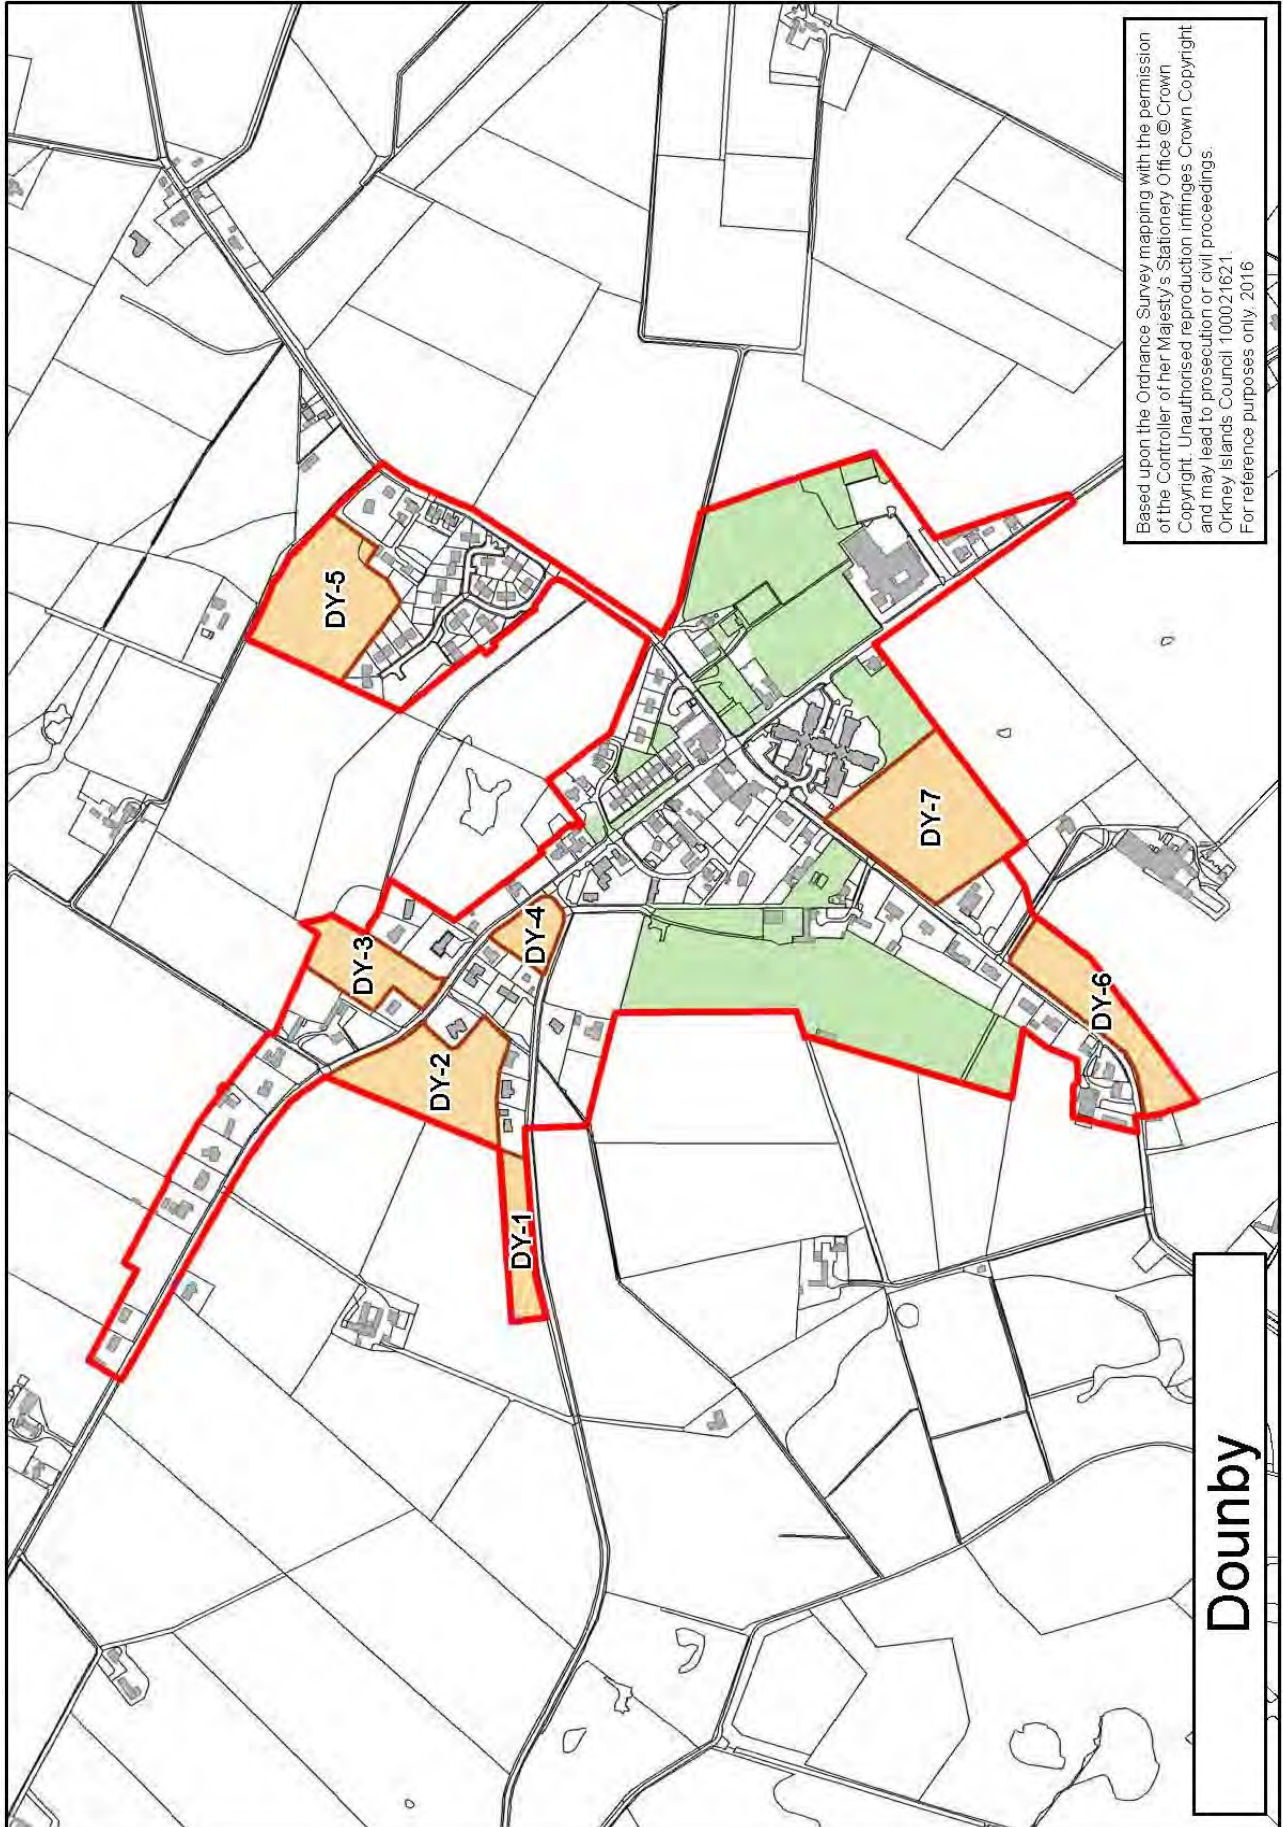 DY-1
DY-2
DY-3
DY-4
DY-5
DY-6
DY-7
Dounby
Based upon the Ordnance Survey mapping with the permission
of the Controller of her Majesty's Stationery Office © Crown
Copyright. Unauthorised reproduction infringes Crown Copyright
and may lead to prosecution or civil proceedings.
Orkney Islands Council 100021621.
For reference purposes only, 2016